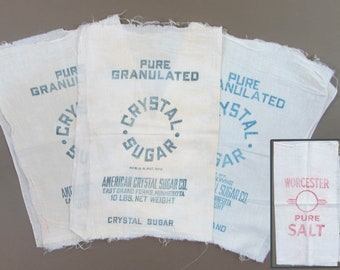 PURE
GRANULATED
CRYSTAL
SUGAR
AMERICAN CRYSTAL SUGAR CO.
EAST GRAND FORKS, MINNESOTA
10 LBS. NET WEIGHT
CRYSTAL SUGAR
PURE
GRANULATED
CRYSTAL
SUGAR
PURE
GRANULATED
CRYSTAL
SUGAR
WORCESTER
PURE
SALT